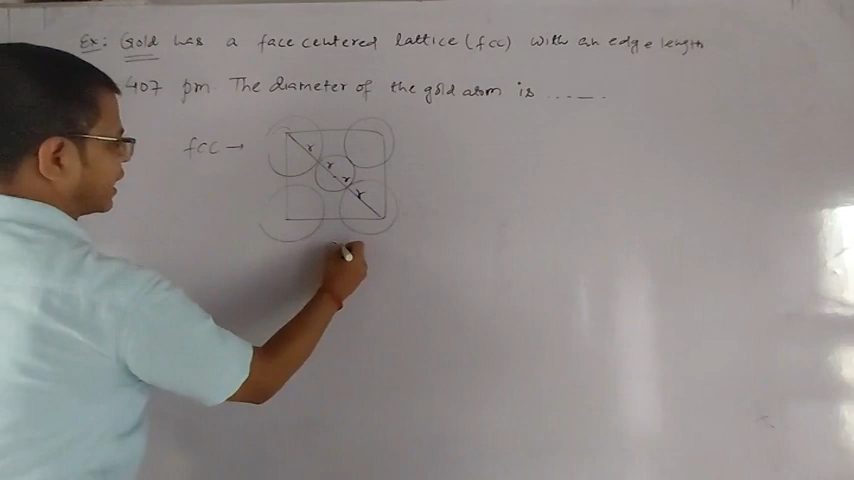 Ex: Gold has a face centered lattice (fcc) with an edge length
407 pm. The diameter of the gold atom is .....
fcc →
r
r
r
r